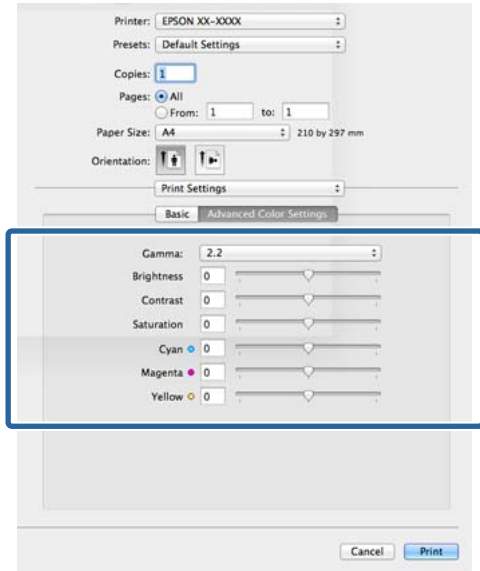 Printer: EPSON XX-XXXX
Presets: Default Settings
Copies: 1
Pages: All
From: 1 to: 1
Paper Size: A4 210 by 297 mm
Orientation:
Print Settings
Basic Advanced Color Settings
Gamma: 2.2
Brightness 0
Contrast 0
Saturation 0
Cyan 0
Magenta 0
Yellow 0
Cancel Print